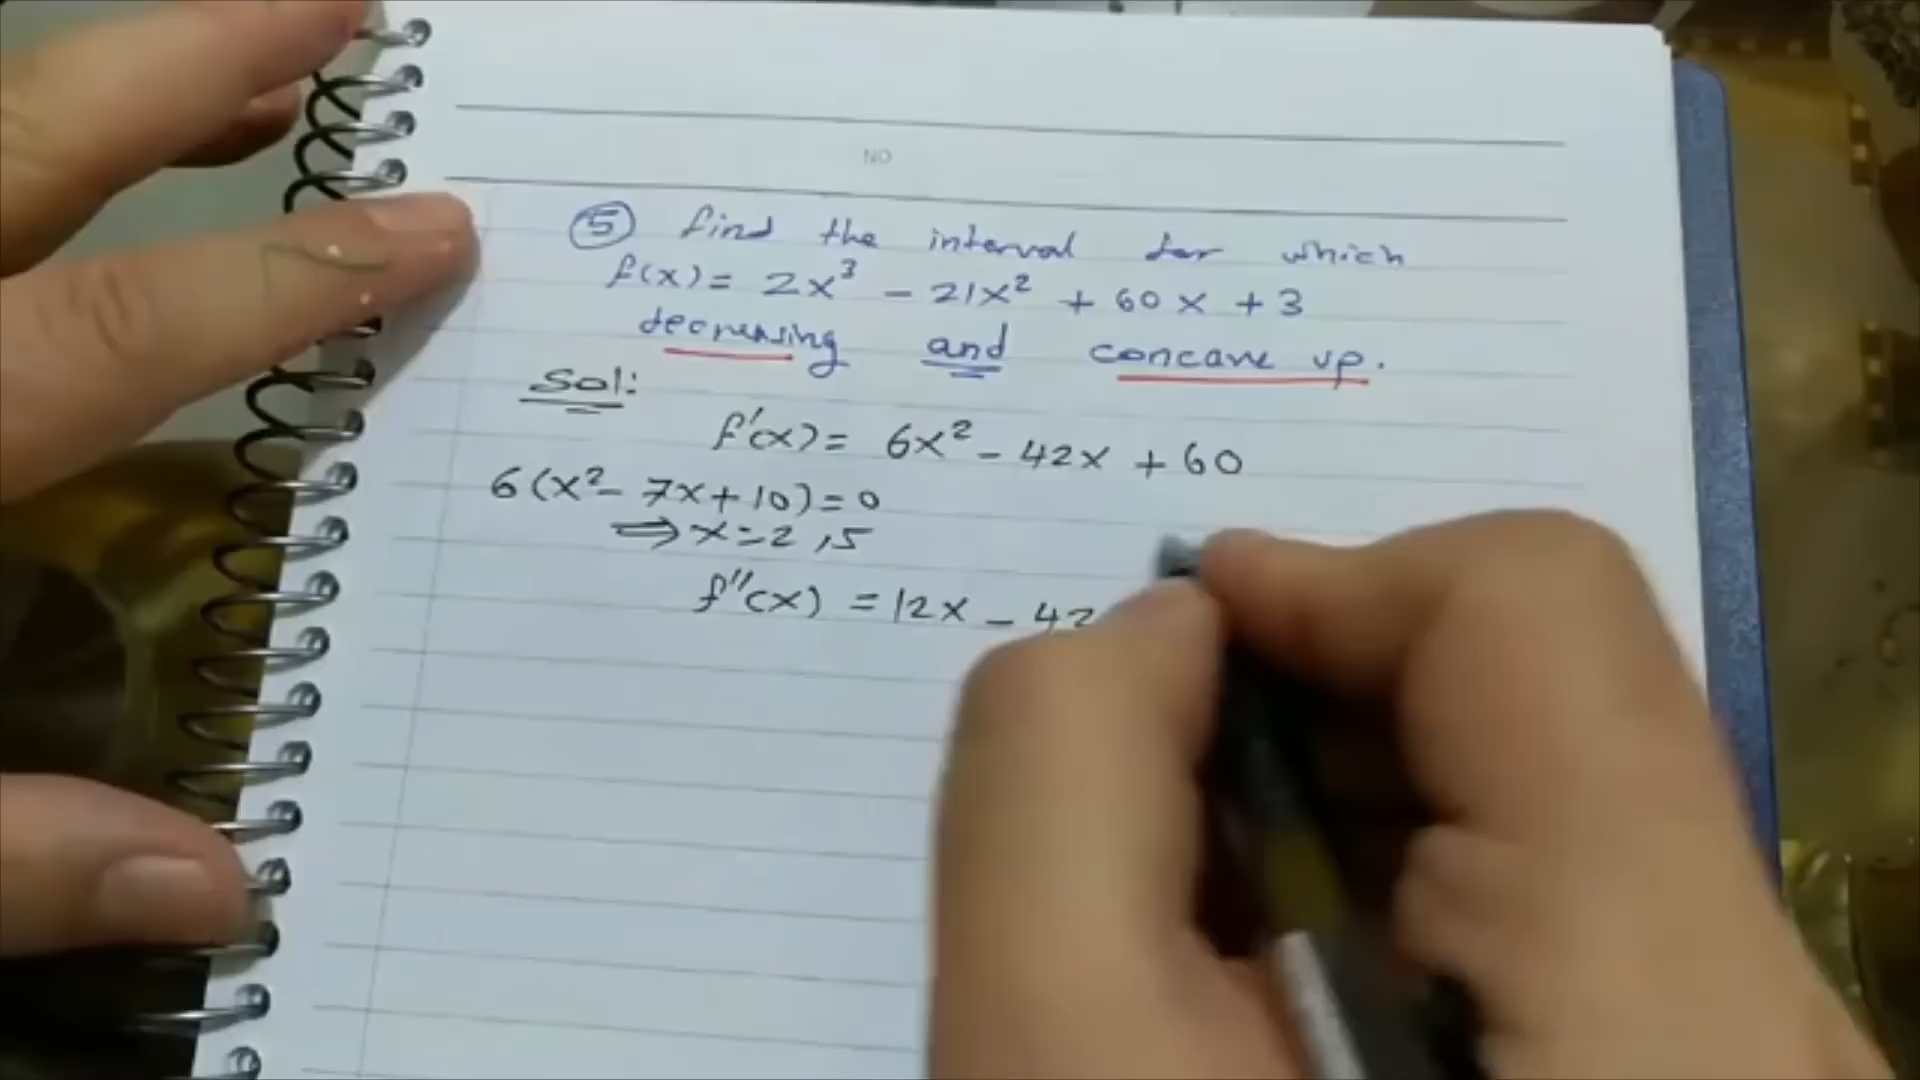 NO
⑤ find the interval for which
f(x) = 2x³ - 21x² + 60x + 3
decreasing and concave up.
Sol:
f'(x) = 6x² - 42x + 60
6(x² - 7x + 10) = 0
⇒ x = 2, 5
f''(x) = 12x - 42